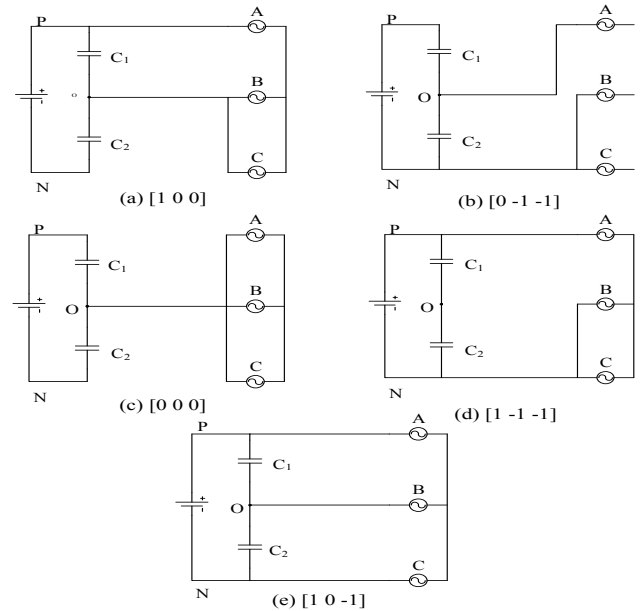 P
A
C₁
+
-
o
B
C₂
C
N
(a) [1 0 0]
A
P
C₁
+
-
O
B
C₂
C
N
(b) [0 -1 -1]
A
P
C₁
+
-
O
B
C₂
C
N
(c) [0 0 0]
A
P
C₁
+
-
O
B
C₂
C
N
(d) [1 -1 -1]
P
A
C₁
+
-
O
B
C₂
C
N
(e) [1 0 -1]